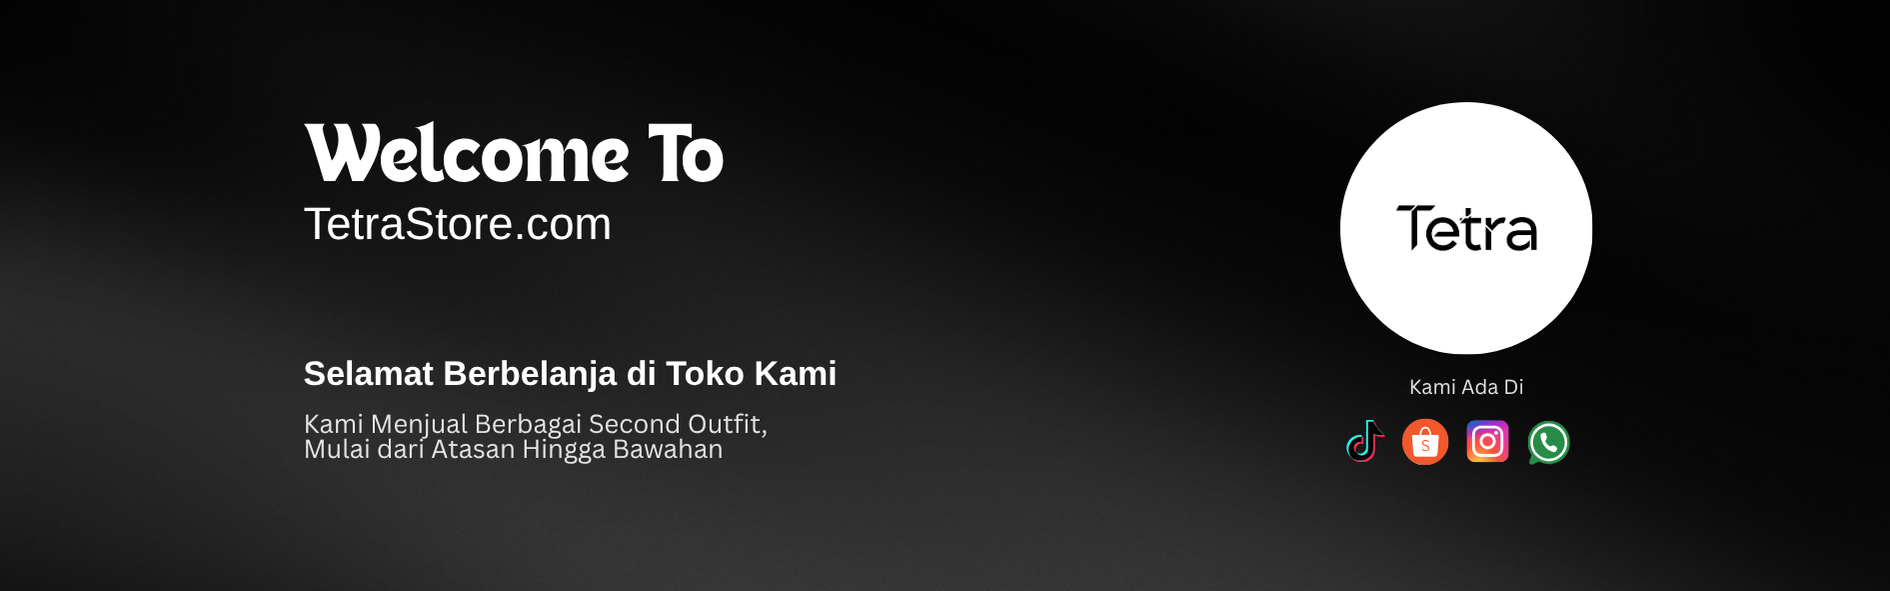 Welcome To
TetraStore.com
Selamat Berbelanja di Toko Kami
Kami Menjual Berbagai Second Outfit,
Mulai dari Atasan Hingga Bawahan
Tetra
Kami Ada Di
S